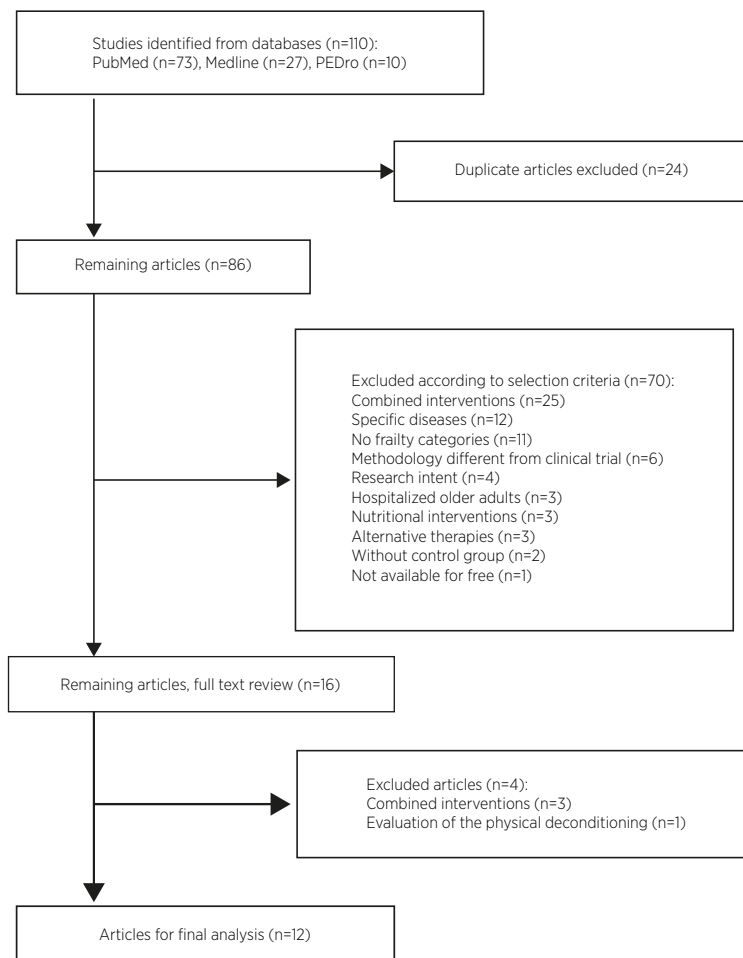 Studies identified from databases (n=110):
PubMed (n=73), Medline (n=27), PEDro (n=10)
Duplicate articles excluded (n=24)
Remaining articles (n=86)
Excluded according to selection criteria (n=70):
Combined interventions (n=25)
Specific diseases (n=12)
No frailty categories (n=11)
Methodology different from clinical trial (n=6)
Research intent (n=4)
Hospitalized older adults (n=3)
Nutritional interventions (n=3)
Alternative therapies (n=3)
Without control group (n=2)
Not available for free (n=1)
Remaining articles, full text review (n=16)
Excluded articles (n=4):
Combined interventions (n=3)
Evaluation of the physical deconditioning (n=1)
Articles for final analysis (n=12)